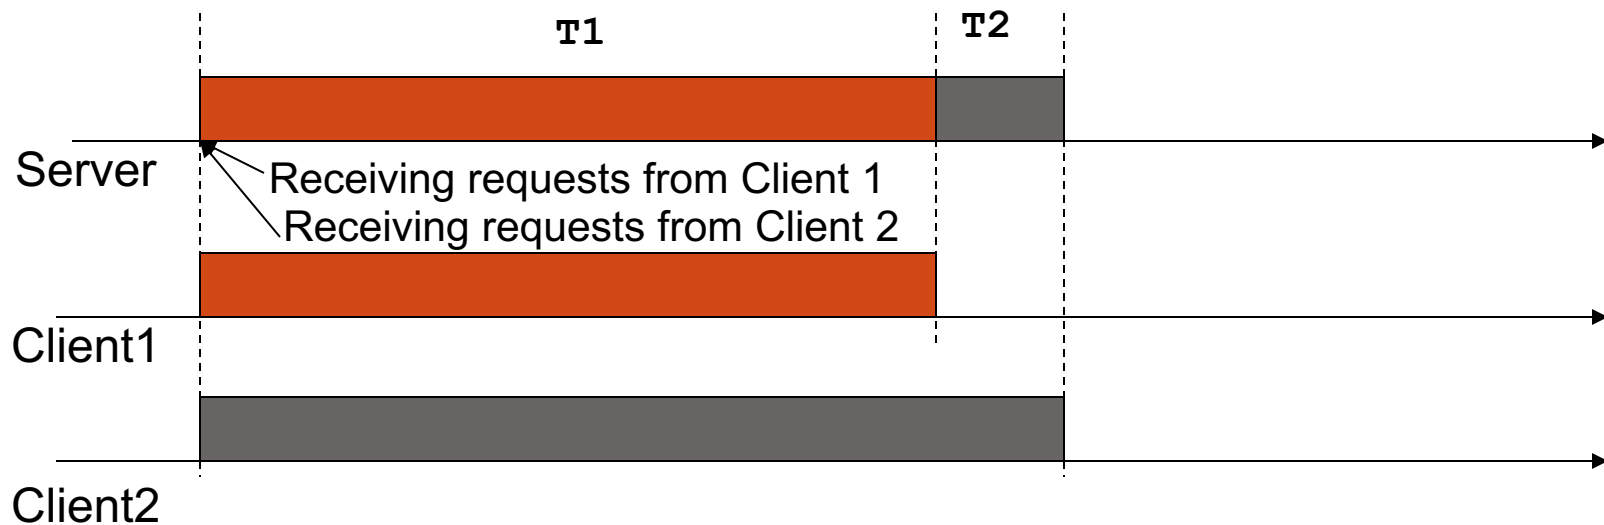 T1
T2
Server
Receiving requests from Client 1
Receiving requests from Client 2
Client1
Client2